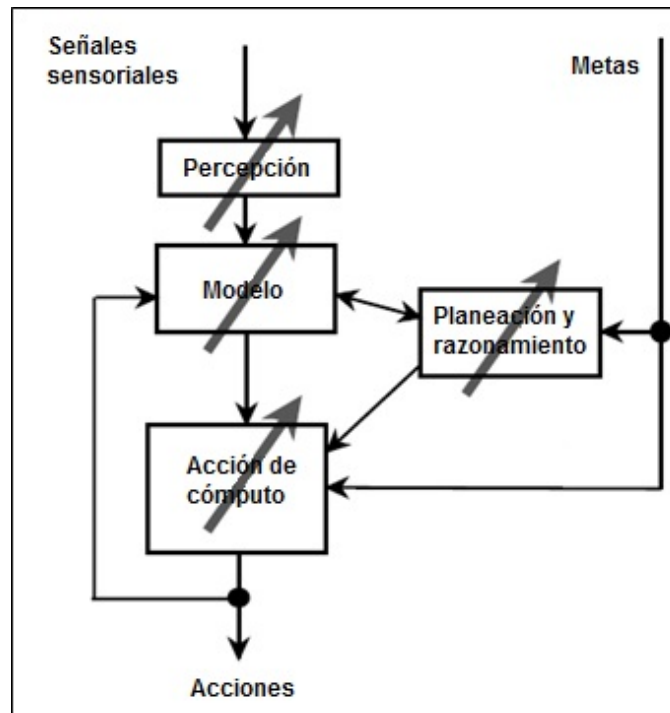 Señales
sensoriales
Metas
Percepción
Modelo
Planeación y
razonamiento
Acción de
cómputo
Acciones